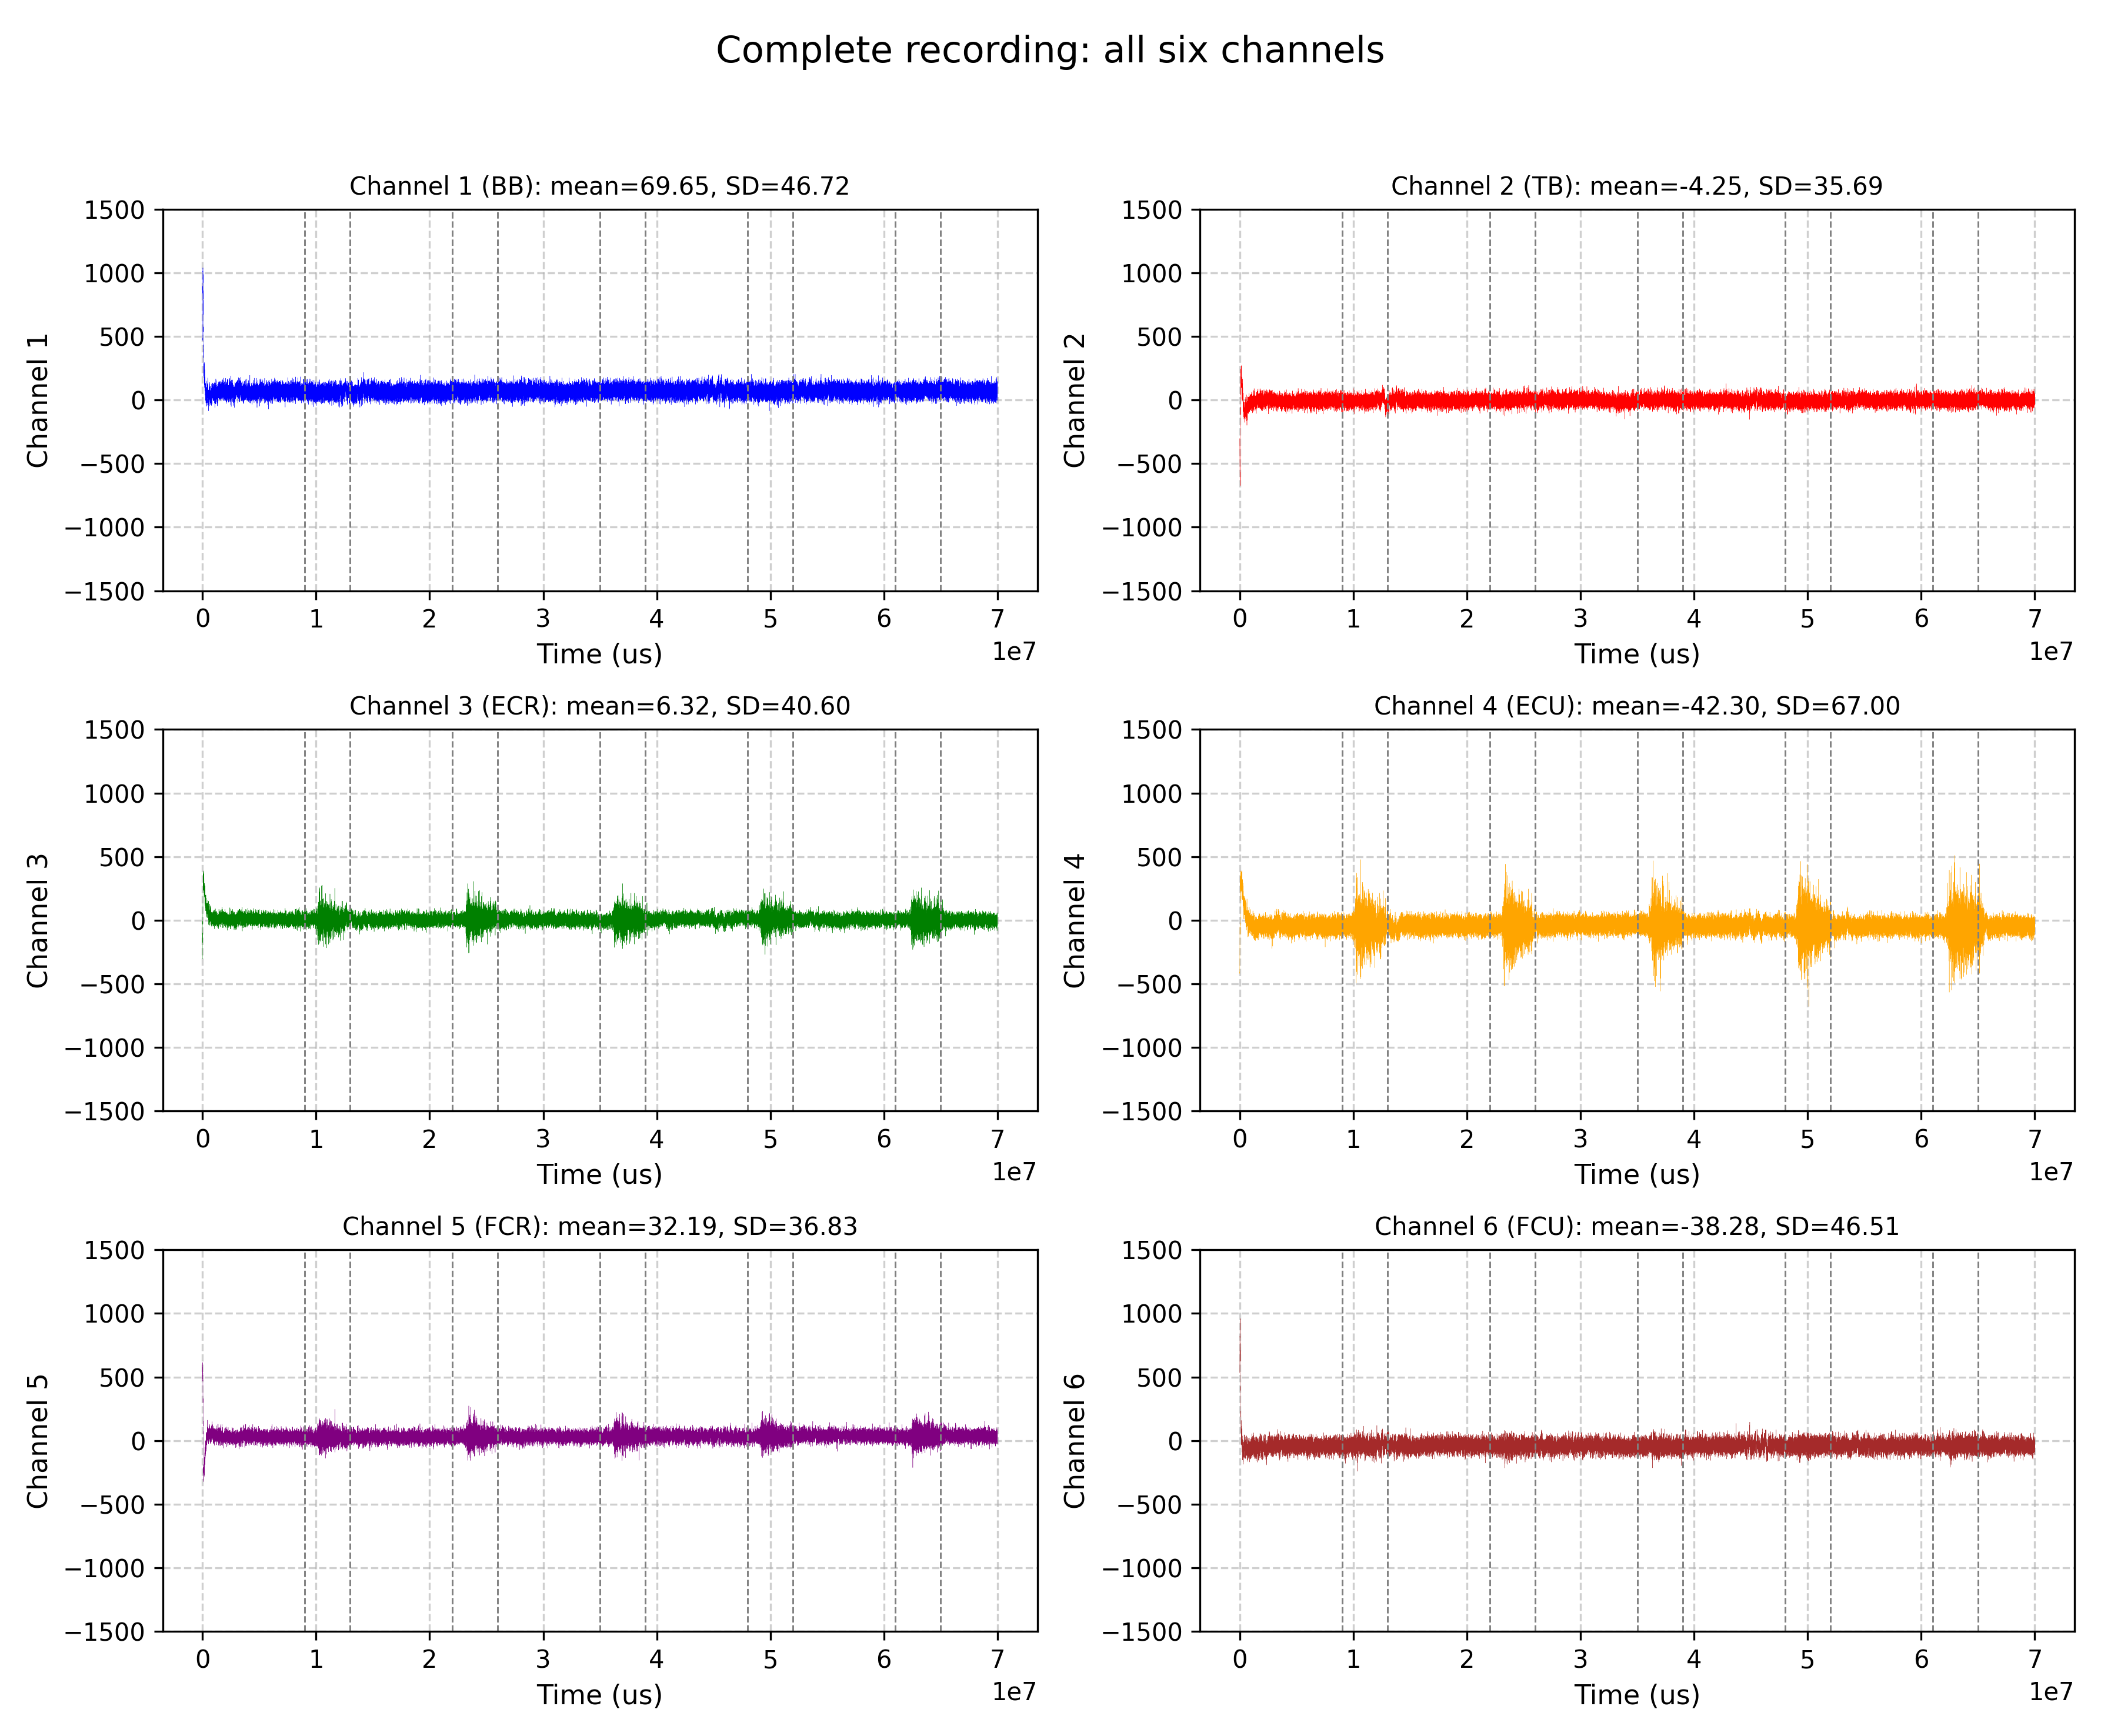 Complete recording: all six channels
Channel 1 (BB): mean=69.65, SD=46.72
Channel 1
1500
1000
500
0
−500
−1000
−1500
0 1 2 3 4 5 6 7
1e7
Time (us)
Channel 2 (TB): mean=-4.25, SD=35.69
Channel 2
1500
1000
500
0
−500
−1000
−1500
0 1 2 3 4 5 6 7
1e7
Time (us)
Channel 3 (ECR): mean=6.32, SD=40.60
Channel 3
1500
1000
500
0
−500
−1000
−1500
0 1 2 3 4 5 6 7
1e7
Time (us)
Channel 4 (ECU): mean=-42.30, SD=67.00
Channel 4
1500
1000
500
0
−500
−1000
−1500
0 1 2 3 4 5 6 7
1e7
Time (us)
Channel 5 (FCR): mean=32.19, SD=36.83
Channel 5
1500
1000
500
0
−500
−1000
−1500
0 1 2 3 4 5 6 7
1e7
Time (us)
Channel 6 (FCU): mean=-38.28, SD=46.51
Channel 6
1500
1000
500
0
−500
−1000
−1500
0 1 2 3 4 5 6 7
1e7
Time (us)